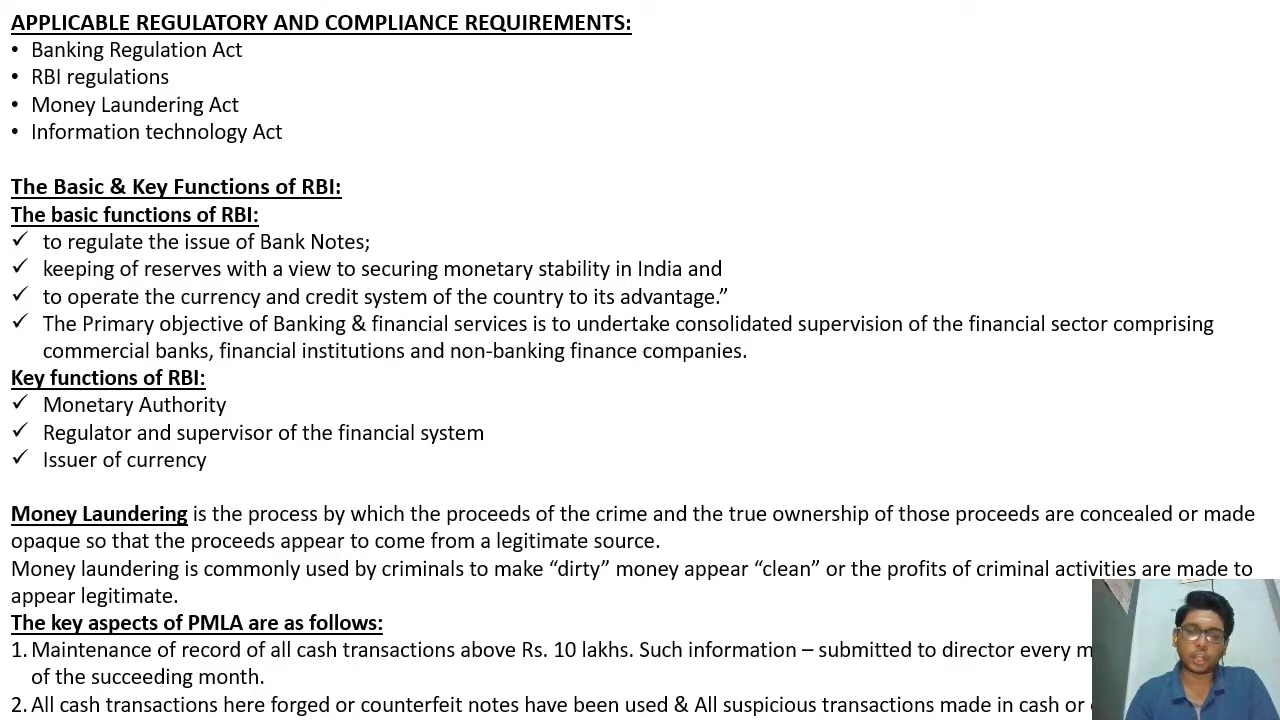 APPLICABLE REGULATORY AND COMPLIANCE REQUIREMENTS:
• Banking Regulation Act
• RBI regulations
• Money Laundering Act
• Information technology Act
The Basic & Key Functions of RBI:
The basic functions of RBI:
✓ to regulate the issue of Bank Notes;
✓ keeping of reserves with a view to securing monetary stability in India and
✓ to operate the currency and credit system of the country to its advantage.”
✓ The Primary objective of Banking & financial services is to undertake consolidated supervision of the financial sector comprising
commercial banks, financial institutions and non-banking finance companies.
Key functions of RBI:
✓ Monetary Authority
✓ Regulator and supervisor of the financial system
✓ Issuer of currency
Money Laundering is the process by which the proceeds of the crime and the true ownership of those proceeds are concealed or made
opaque so that the proceeds appear to come from a legitimate source.
Money laundering is commonly used by criminals to make “dirty” money appear “clean” or the profits of criminal activities are made to
appear legitimate.
The key aspects of PMLA are as follows:
1. Maintenance of record of all cash transactions above Rs. 10 lakhs. Such information – submitted to director every
of the succeeding month.
2. All cash transactions here forged or counterfeit notes have been used & All suspicious transactions made in cash or